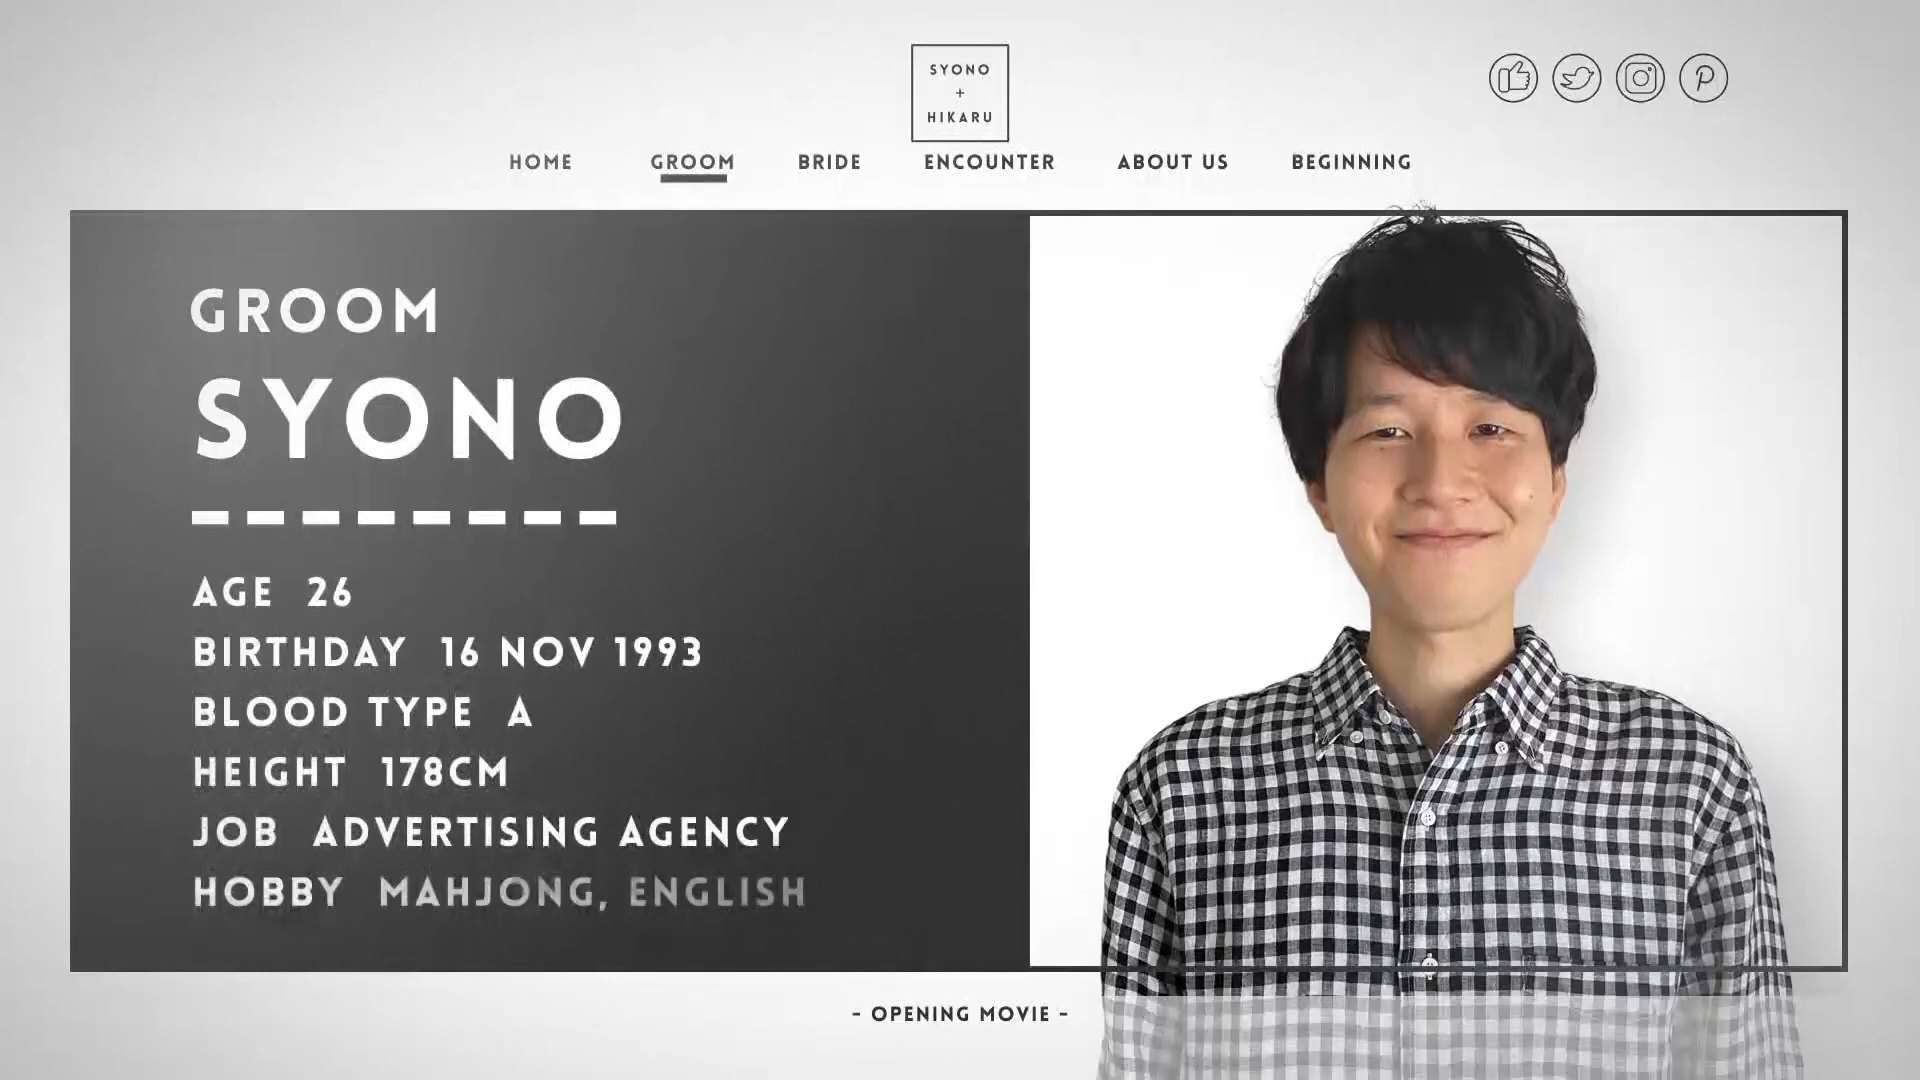 SYONO
+
HIKARU
HOME GROOM BRIDE ENCOUNTER ABOUT US BEGINNING
GROOM
SYONO
AGE 26
BIRTHDAY 16 NOV 1993
BLOOD TYPE A
HEIGHT 178CM
JOB ADVERTISING AGENCY
HOBBY MAHJONG, ENGLISH
- OPENING MOVIE -